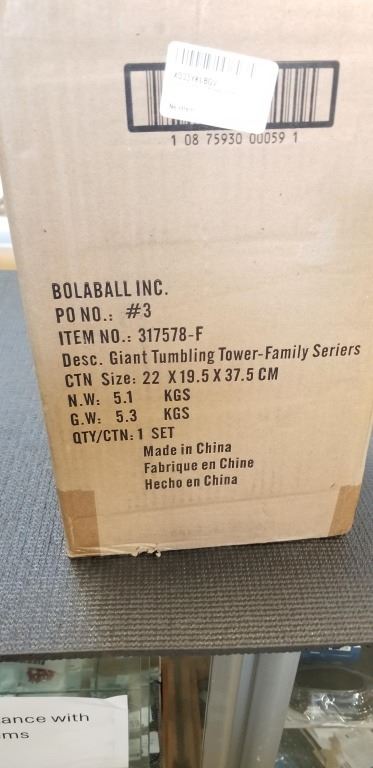 1 08 75930 00059 1
BOLABALL INC.
PO NO.: #3
ITEM NO.: 317578-F
Desc. Giant Tumbling Tower-Family Seriers
CTN Size: 22 X 19.5 X 37.5 CM
N.W: 5.1 KGS
G.W: 5.3 KGS
QTY/CTN: 1 SET
Made in China
Fabrique en Chine
Hecho en China
ance with
ms